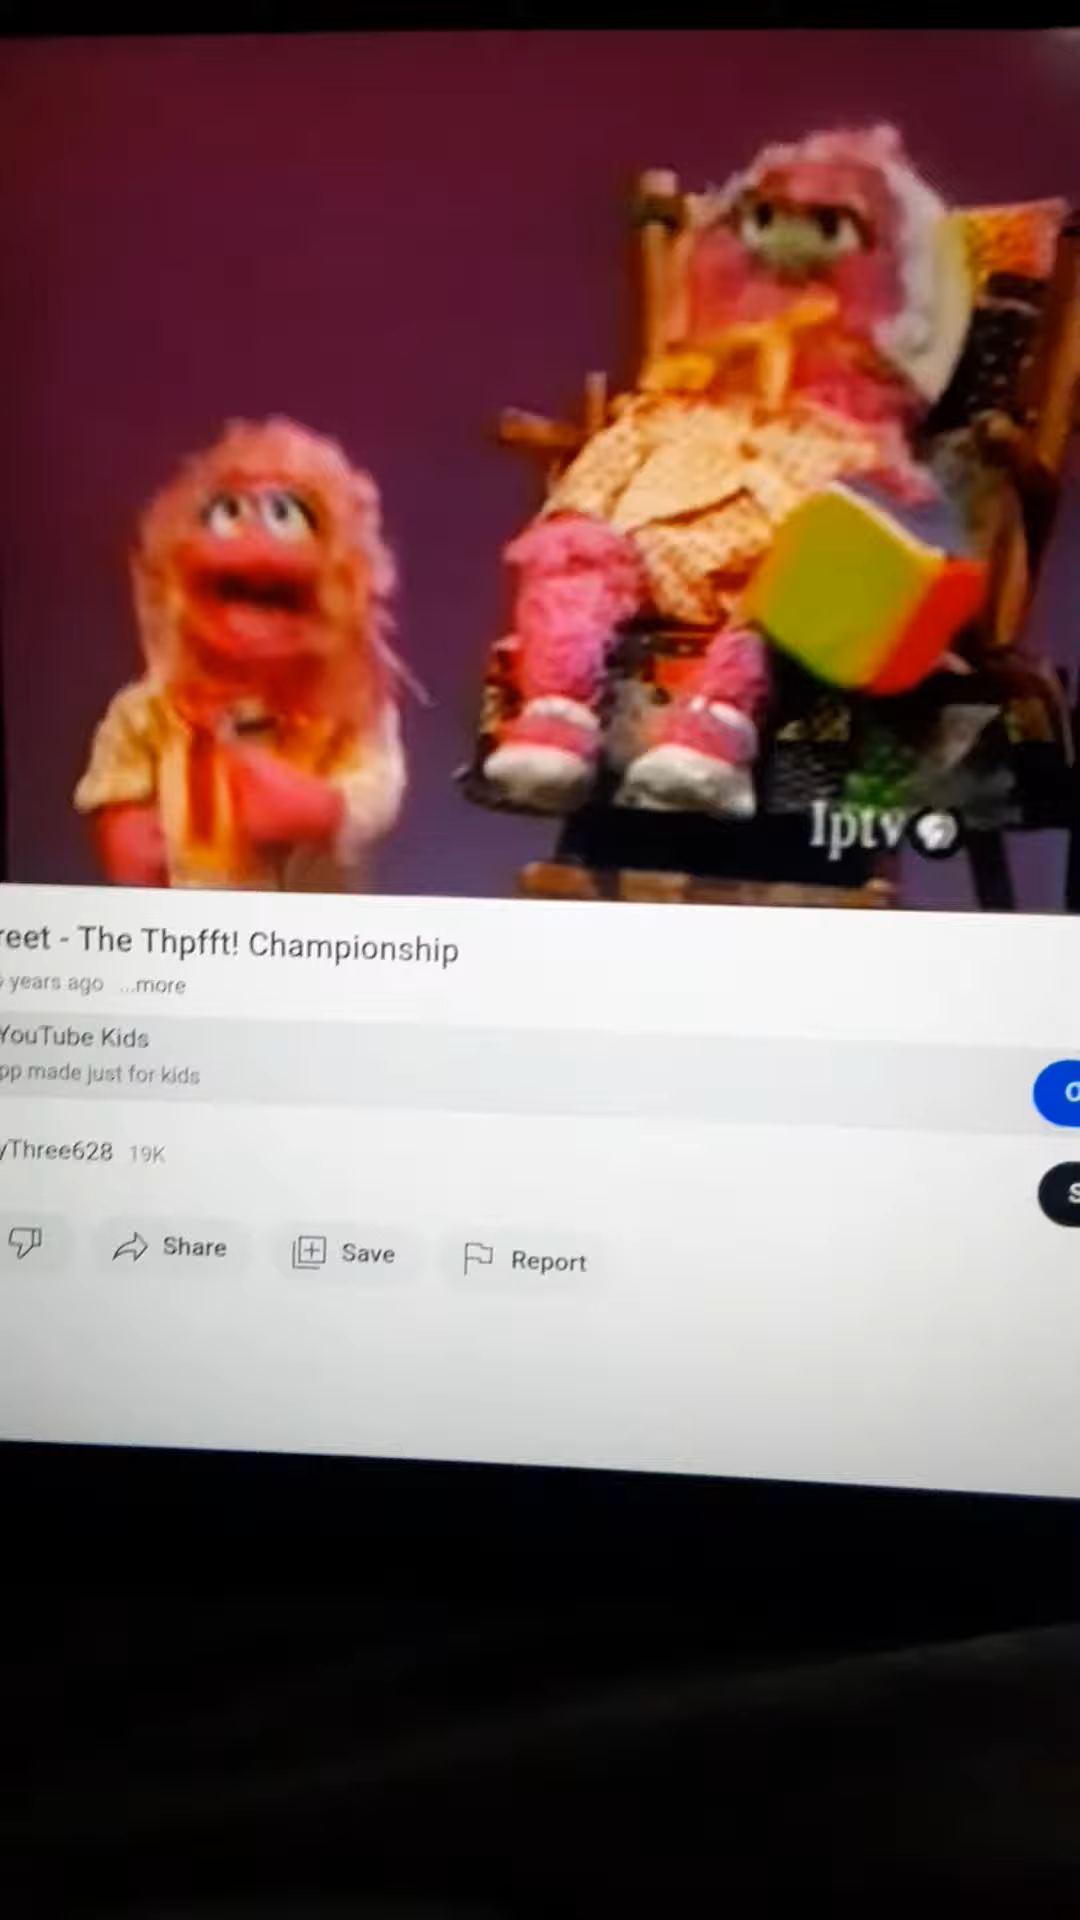 Iptv
reet - The Thpfft! Championship
years ago ...more
YouTube Kids
pp made just for kids
yThree628 19K
Share
Save
Report